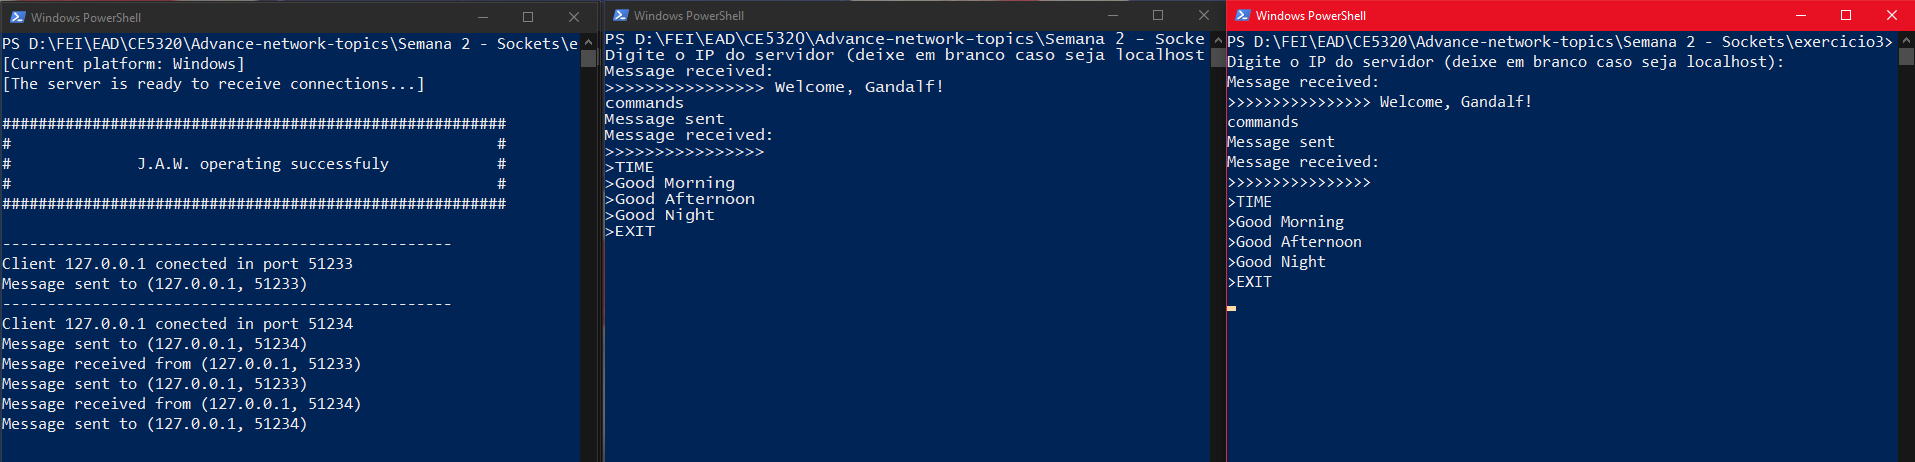 Windows PowerShell
PS D:\FEI\EAD\CE5320\Advance-network-topics\Semana 2 - Sockets\e
[Current platform: Windows]
[The server is ready to receive connections...]
########################################################
#                                                      #
#              J.A.W. operating successfuly            #
#                                                      #
########################################################
--------------------------------------------------
Client 127.0.0.1 conected in port 51233
Message sent to (127.0.0.1, 51233)
--------------------------------------------------
Client 127.0.0.1 conected in port 51234
Message sent to (127.0.0.1, 51234)
Message received from (127.0.0.1, 51233)
Message sent to (127.0.0.1, 51233)
Message received from (127.0.0.1, 51234)
Message sent to (127.0.0.1, 51234)
Windows PowerShell
PS D:\FEI\EAD\CE5320\Advance-network-topics\Semana 2 - Socke
Digite o IP do servidor (deixe em branco caso seja localhost
Message received:
>>>>>>>>>>>>>>>> Welcome, Gandalf!
commands
Message sent
Message received:
>>>>>>>>>>>>>>>>
>TIME
>Good Morning
>Good Afternoon
>Good Night
>EXIT
Windows PowerShell
PS D:\FEI\EAD\CE5320\Advance-network-topics\Semana 2 - Sockets\exercicio3>
Digite o IP do servidor (deixe em branco caso seja localhost):
Message received:
>>>>>>>>>>>>>>>> Welcome, Gandalf!
commands
Message sent
Message received:
>>>>>>>>>>>>>>>>
>TIME
>Good Morning
>Good Afternoon
>Good Night
>EXIT